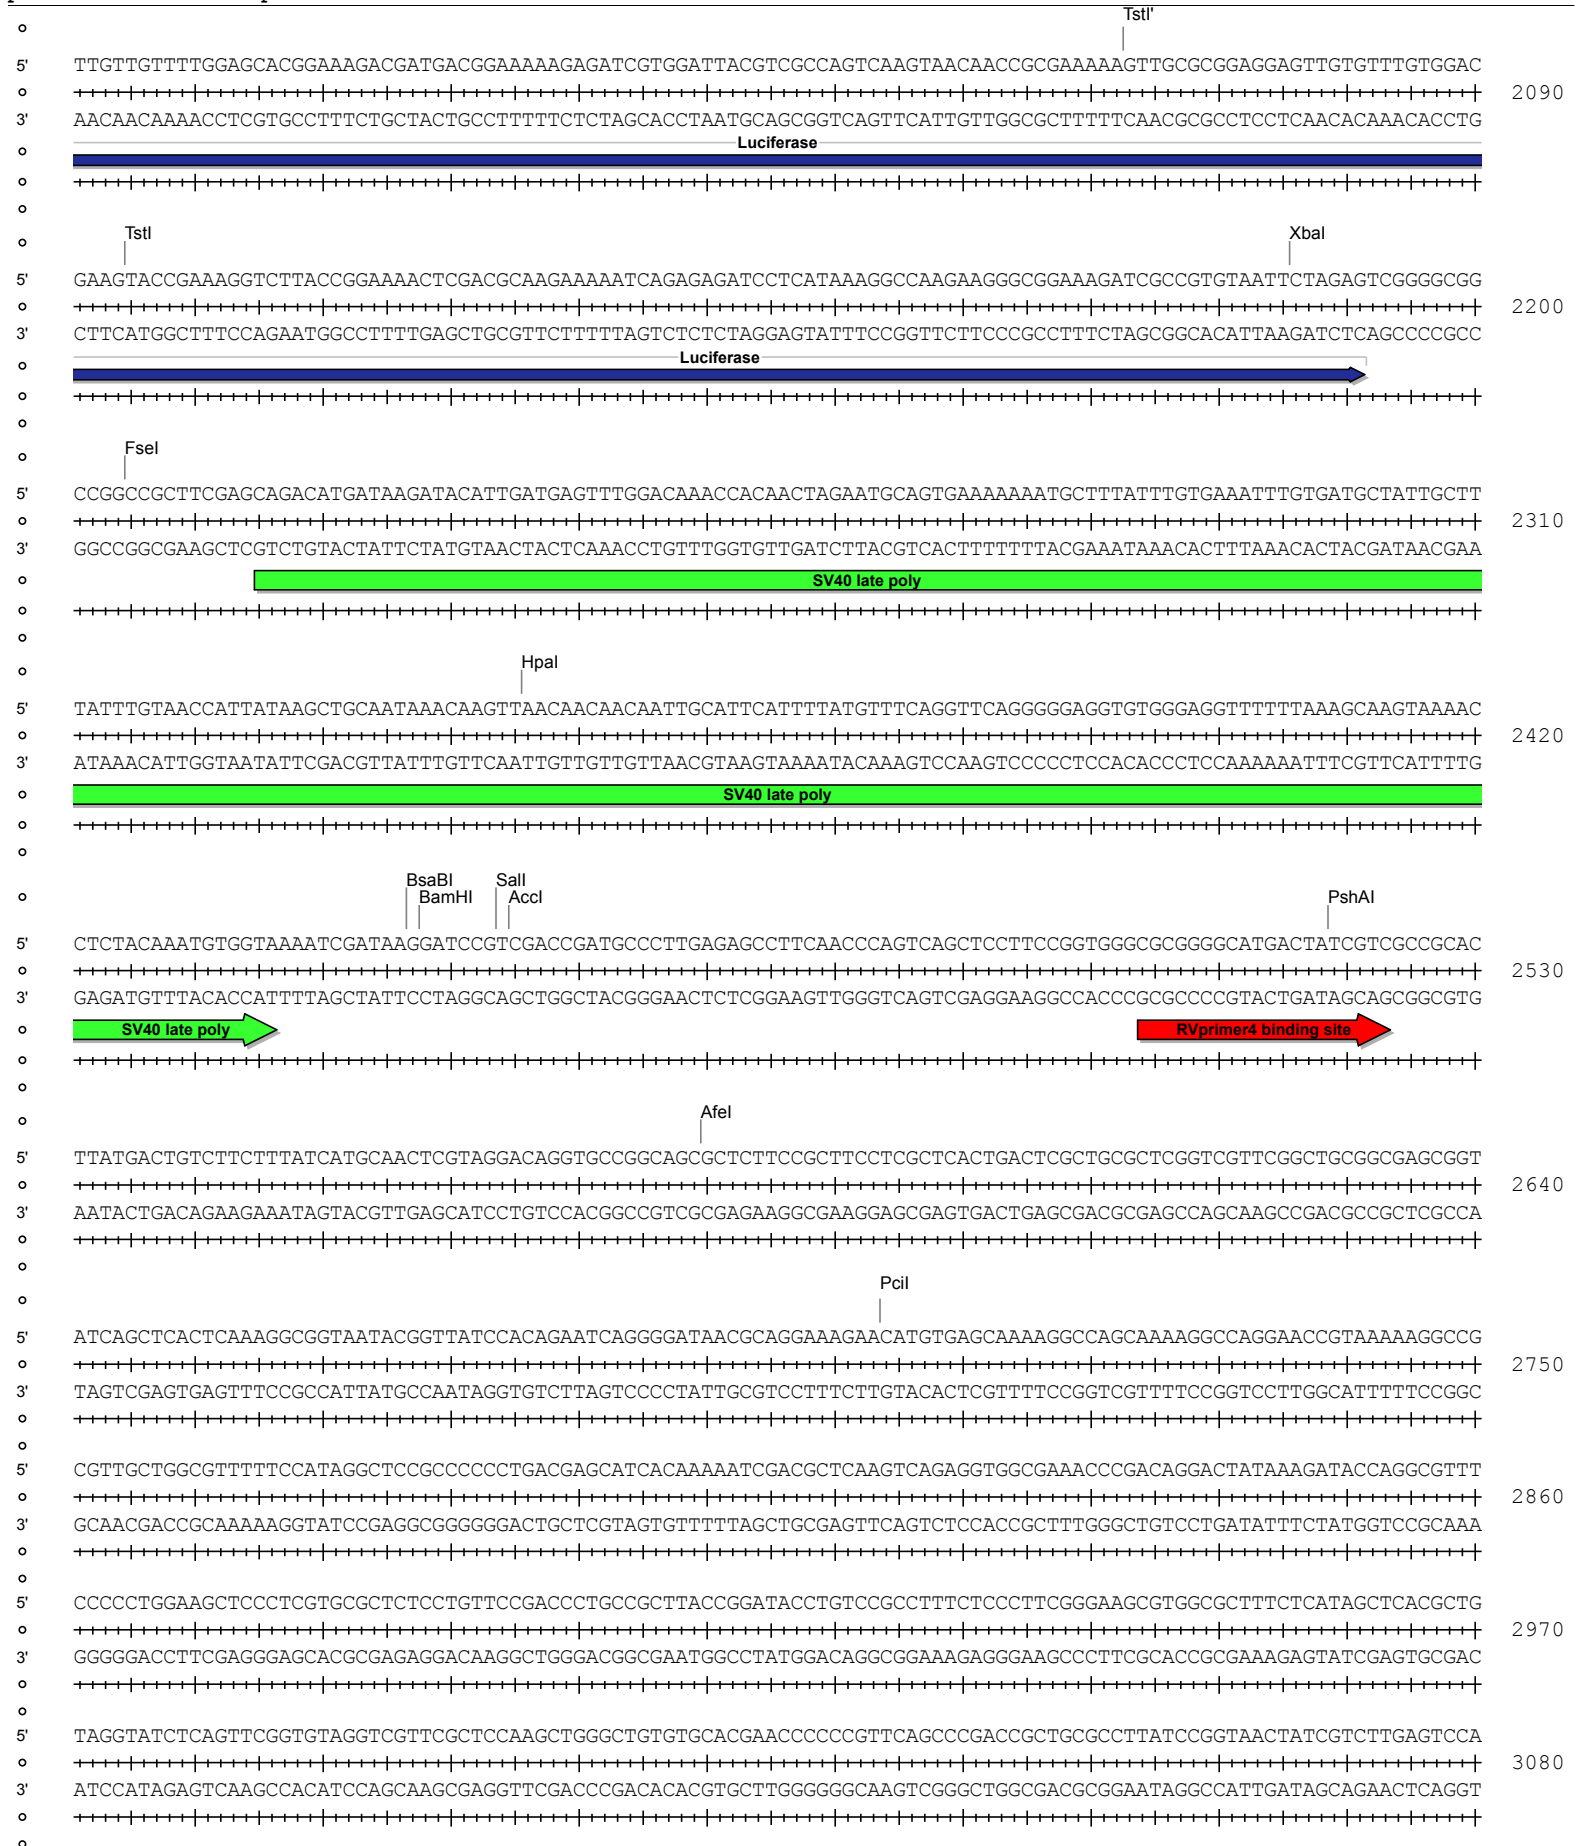 TstI'
5' TTGTTGTTTTGGAGCACGGAAAGACGATGACGGAAAAAGAGATCGTGGATTACGTCGCCAGTCAAGTAACAACCGCGAAAAAGTTGCGCGGAGGAGTTGTGTTTGTGGAC
2090
3' AACAACAAAACCTCGTGCCTTTCTGCTACTGCCTTTTTCTCTAGCACCTAATGCAGCGGTCAGTTCATTGTTGGCGCTTTTTCAACGCGCCTCCTCAACACAAACACCTG
Luciferase
TstI XbaI
5' GAAGTACCGAAAGGTCTTACCGGAAAACTCGACGCAAGAAAAATCAGAGAGATCCTCATAAAGGCCAAGAAGGGCGGAAAGATCGCCGTGTAATTCTAGAGTCGGGGCGG
2200
3' CTTCATGGCTTTCCAGAATGGCCTTTTGAGCTGCGTTCTTTTTAGTCTCTCTAGGAGTATTTCCGGTTCTTCCCGCCTTTCTAGCGGCACATTAAGATCTCAGCCCCGCC
Luciferase
FseI
5' CCGGCCGCTTCGAGCAGACATGATAAGATACATTGATGAGTTTGGACAAACCACAACTAGAATGCAGTGAAAAAAATGCTTTATTTGTGAAATTTGTGATGCTATTGCTT
2310
3' GGCCGGCGAAGCTCGTCTGTACTATTCTATGTAACTACTCAAACCTGTTTGGTGTTGATCTTACGTCACTTTTTTTACGAAATAAACACTTTAAACACTACGATAACGAA
SV40 late poly
HpaI
5' TATTTGTAACCATTATAAGCTGCAATAAACAAGTTAACAACAACAATTGCATTCATTTTATGTTTCAGGTTCAGGGGGAGGTGTGGGAGGTTTTTTAAAGCAAGTAAAAC
2420
3' ATAAACATTGGTAATATTCGACGTTATTTGTTCAATTGTTGTTGTTAACGTAAGTAAAATACAAAGTCCAAGTCCCCCTCCACACCCTCCAAAAAATTTCGTTCATTTTG
SV40 late poly
BsaBI SalI
BamHI AccI PshAI
5' CTCTACAAATGTGGTAAAATCGATAAGGATCCGTCGACCGATGCCCTTGAGAGCCTTCAACCCAGTCAGCTCCTTCCGGTGGGCGCGGGGCATGACTATCGTCGCCGCAC
2530
3' GAGATGTTTACACCATTTTAGCTATTCCTAGGCAGCTGGCTACGGGAACTCTCGGAAGTTGGGTCAGTCGAGGAAGGCCACCCGCGCCCCGTACTGATAGCAGCGGCGTG
SV40 late poly RVprimer4 binding site
AfeI
5' TTATGACTGTCTTCTTTATCATGCAACTCGTAGGACAGGTGCCGGCAGCGCTCTTCCGCTTCCTCGCTCACTGACTCGCTGCGCTCGGTCGTTCGGCTGCGGCGAGCGGT
2640
3' AATACTGACAGAAGAAATAGTACGTTGAGCATCCTGTCCACGGCCGTCGCGAGAAGGCGAAGGAGCGAGTGACTGAGCGACGCGAGCCAGCAAGCCGACGCCGCTCGCCA
PciI
5' ATCAGCTCACTCAAAGGCGGTAATACGGTTATCCACAGAATCAGGGGATAACGCAGGAAAGAACATGTGAGCAAAAGGCCAGCAAAAGGCCAGGAACCGTAAAAAGGCCG
2750
3' TAGTCGAGTGAGTTTCCGCCATTATGCCAATAGGTGTCTTAGTCCCCTATTGCGTCCTTTCTTGTACACTCGTTTTCCGGTCGTTTTCCGGTCCTTGGCATTTTTCCGGC
5' CGTTGCTGGCGTTTTTCCATAGGCTCCGCCCCCCTGACGAGCATCACAAAAATCGACGCTCAAGTCAGAGGTGGCGAAACCCGACAGGACTATAAAGATACCAGGCGTTT
2860
3' GCAACGACCGCAAAAAGGTATCCGAGGCGGGGGGACTGCTCGTAGTGTTTTTAGCTGCGAGTTCAGTCTCCACCGCTTTGGGCTGTCCTGATATTTCTATGGTCCGCAAA
5' CCCCCTGGAAGCTCCCTCGTGCGCTCTCCTGTTCCGACCCTGCCGCTTACCGGATACCTGTCCGCCTTTCTCCCTTCGGGAAGCGTGGCGCTTTCTCATAGCTCACGCTG
2970
3' GGGGGACCTTCGAGGGAGCACGCGAGAGGACAAGGCTGGGACGGCGAATGGCCTATGGACAGGCGGAAAGAGGGAAGCCCTTCGCACCGCGAAAGAGTATCGAGTGCGAC
5' TAGGTATCTCAGTTCGGTGTAGGTCGTTCGCTCCAAGCTGGGCTGTGTGCACGAACCCCCCGTTCAGCCCGACCGCTGCGCCTTATCCGGTAACTATCGTCTTGAGTCCA
3080
3' ATCCATAGAGTCAAGCCACATCCAGCAAGCGAGGTTCGACCCGACACACGTGCTTGGGGGGCAAGTCGGGCTGGCGACGCGGAATAGGCCATTGATAGCAGAACTCAGGT